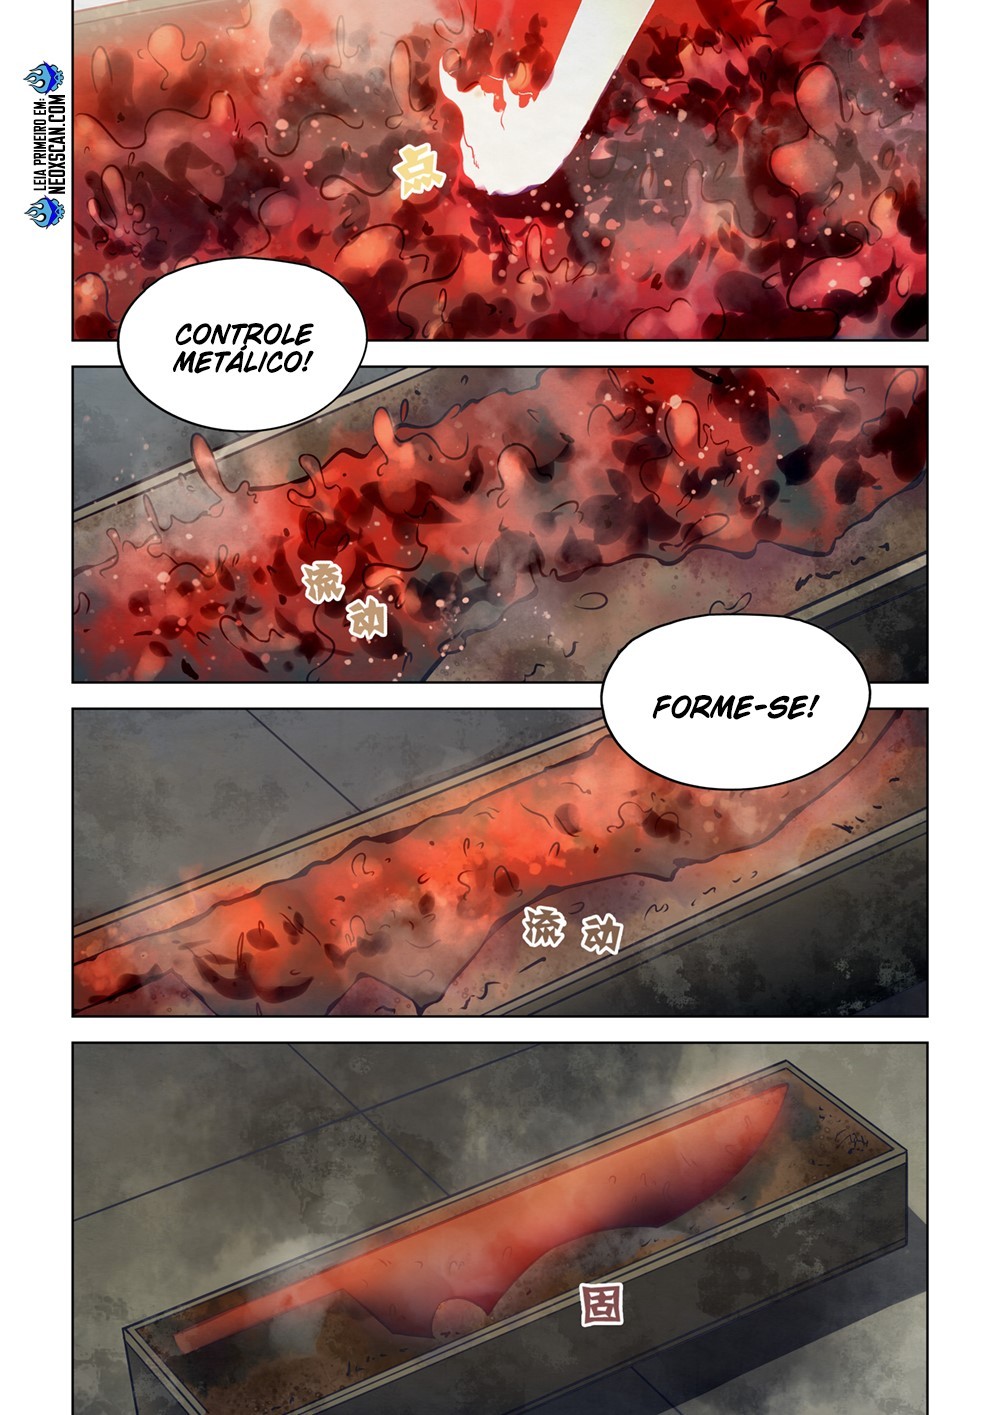 LEIA PRIMEIRO EM:
NEOXSCAN.COM
点
CONTROLE
METÁLICO!
流动
FORME-SE!
流动
固